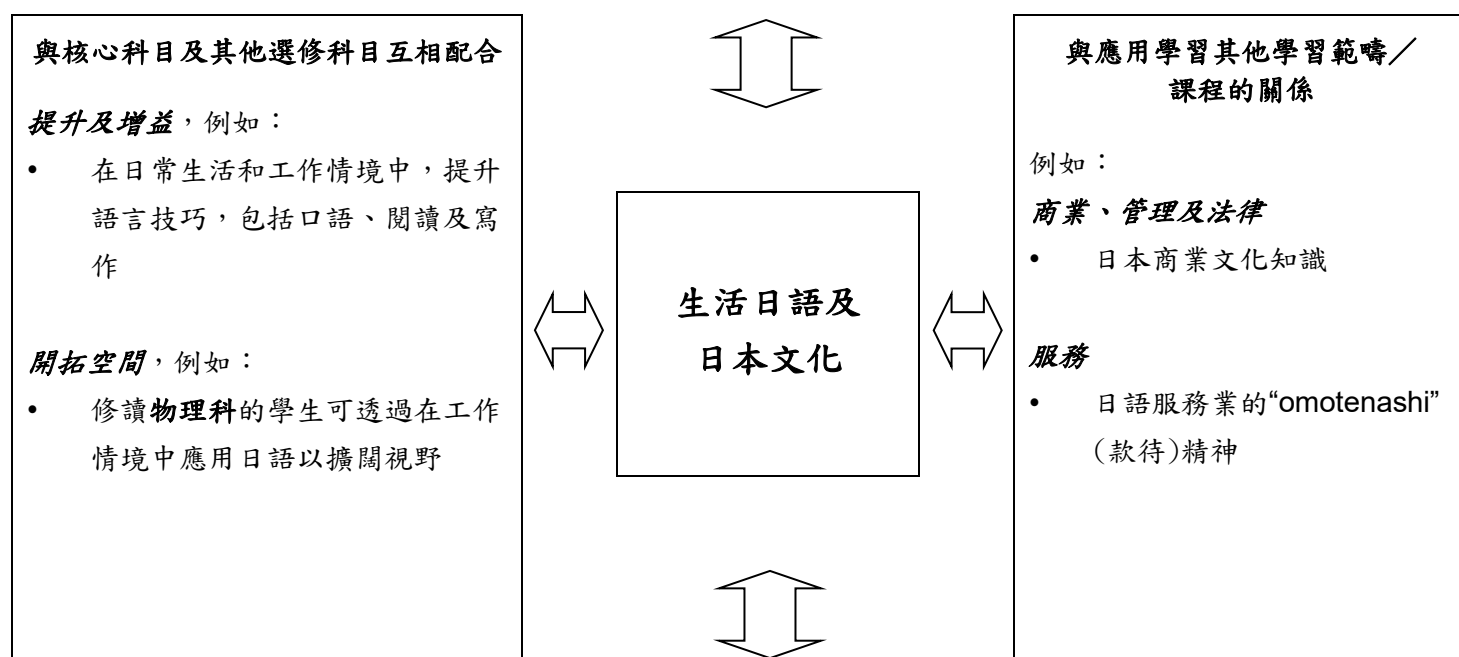 與核心科目及其他選修科目互相配合
提升及增益，例如：
• 在日常生活和工作情境中，提升
語言技巧，包括口語、閱讀及寫
作
開拓空間，例如：
• 修讀物理科的學生可透過在工作
情境中應用日語以擴闊視野
生活日語及
日本文化
與應用學習其他學習範疇／
課程的關係
例如：
商業、管理及法律
• 日本商業文化知識
服務
• 日語服務業的“omotenashi”
(款待)精神